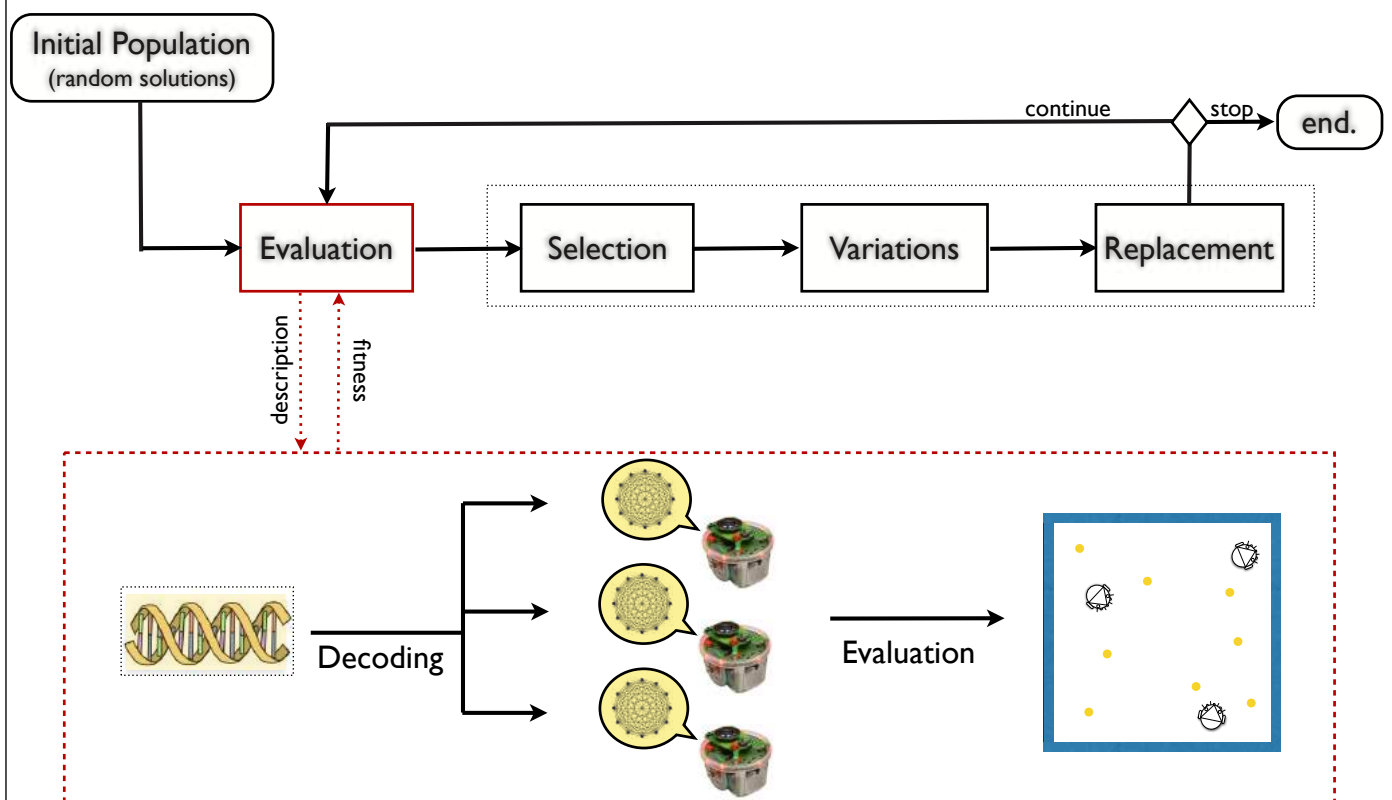 Initial Population
(random solutions)
continue
stop
end.
Evaluation
Selection
Variations
Replacement
description
fitness
Decoding
Evaluation